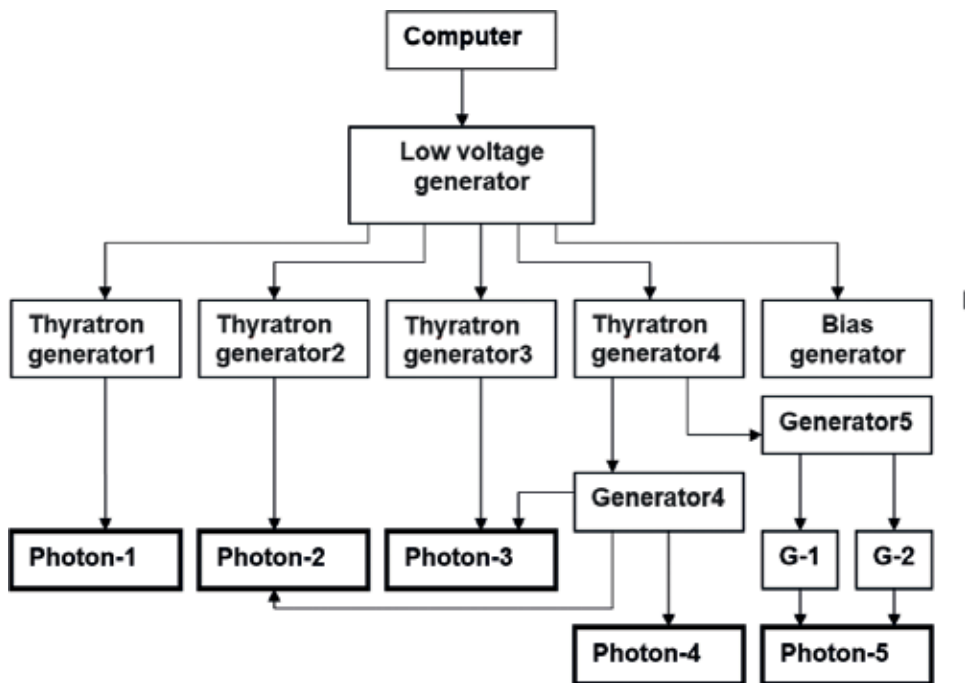 Computer
Low voltage
generator
Thyratron
generator1
Thyratron
generator2
Thyratron
generator3
Thyratron
generator4
Bias
generator
Generator5
Generator4
Photon-1
Photon-2
Photon-3
G-1
G-2
Photon-4
Photon-5